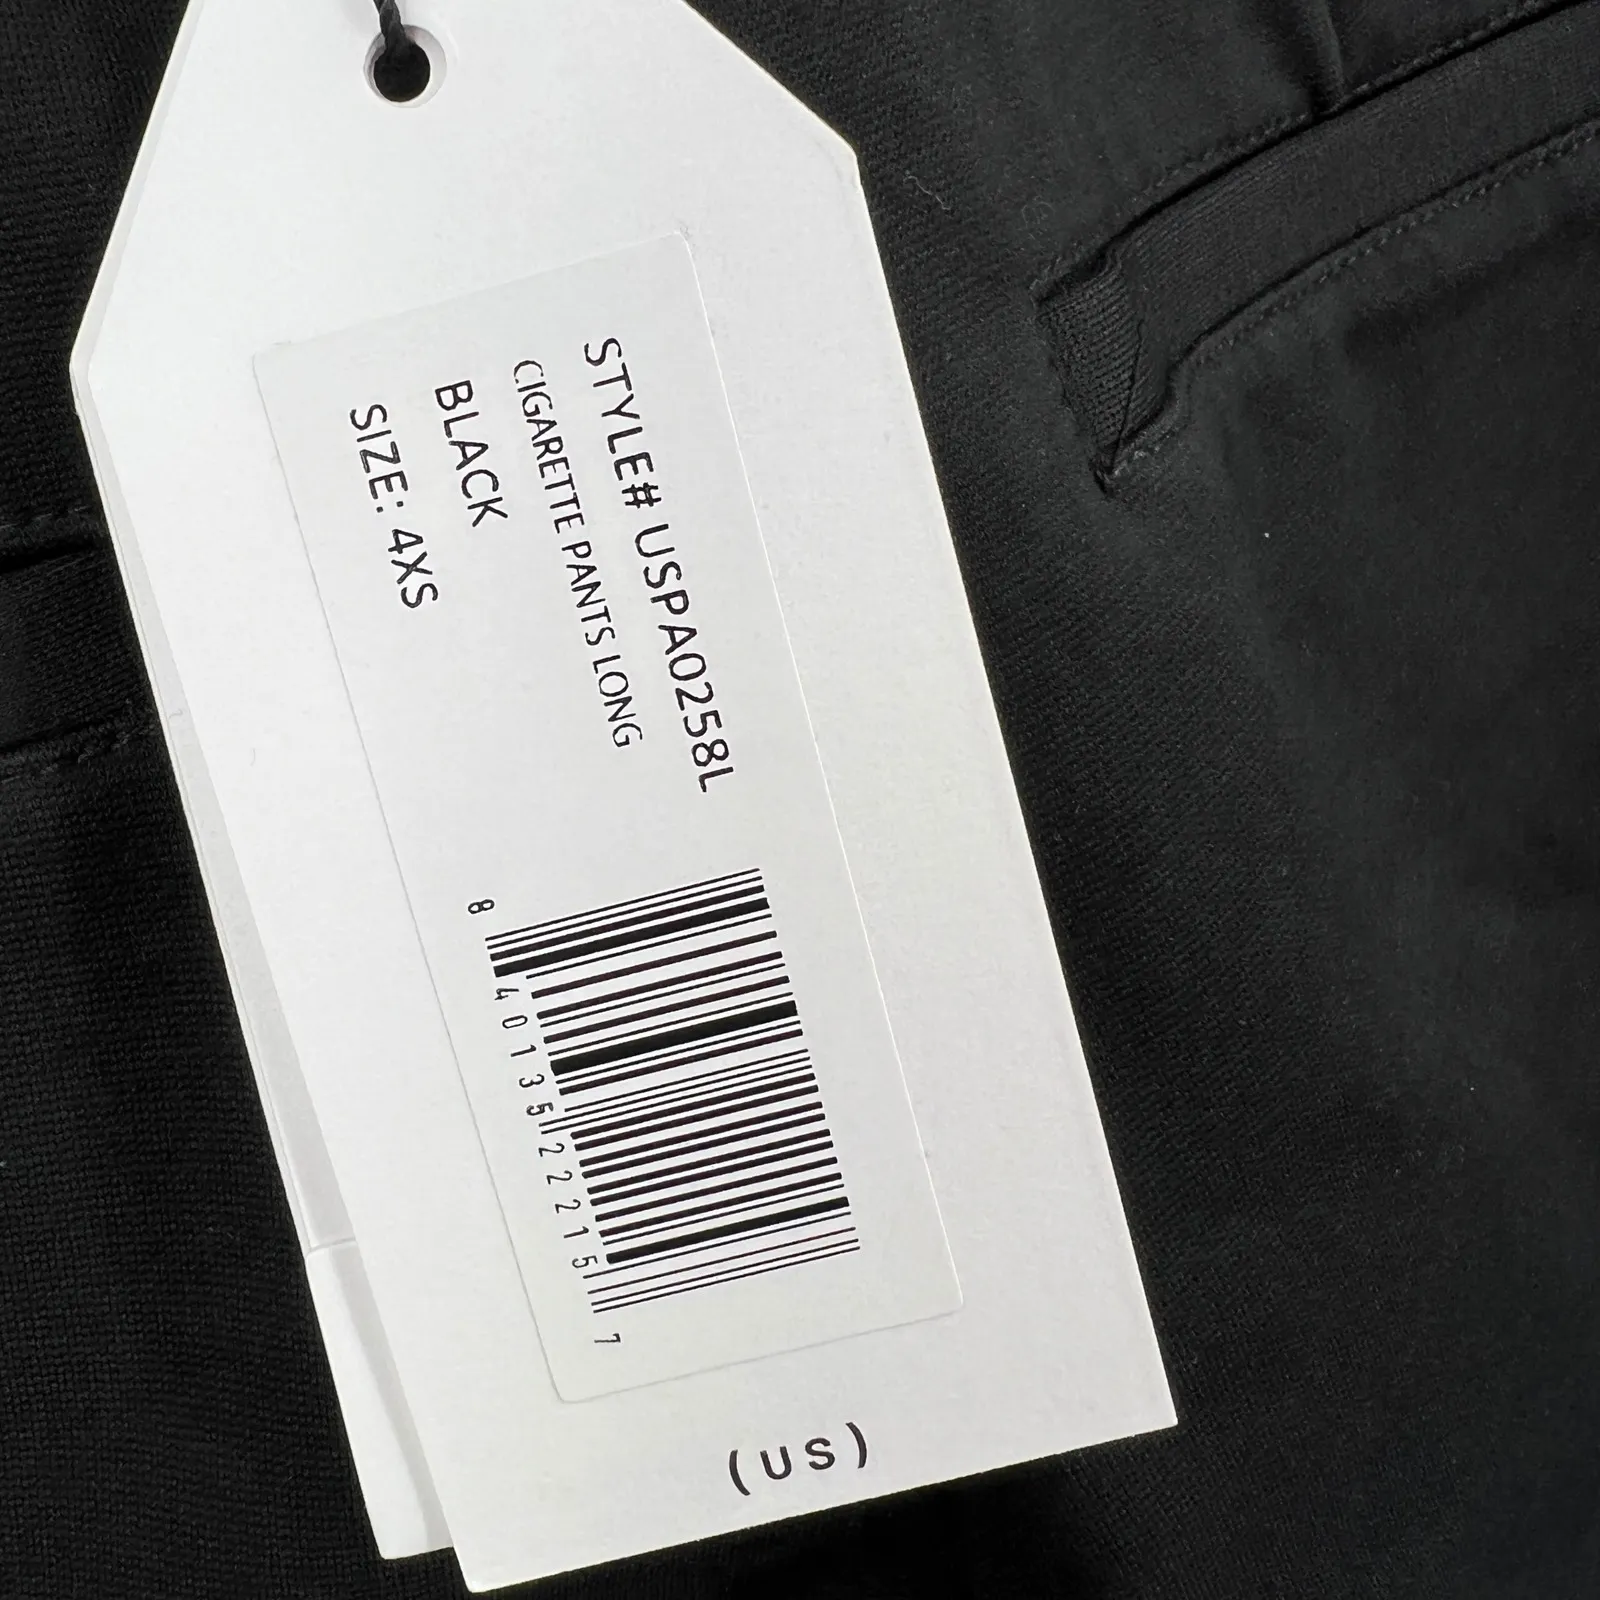 STYLE# USPA0258L
CIGARETTE PANTS LONG
BLACK
SIZE: 4XS
8 40135 22215 7
(US)